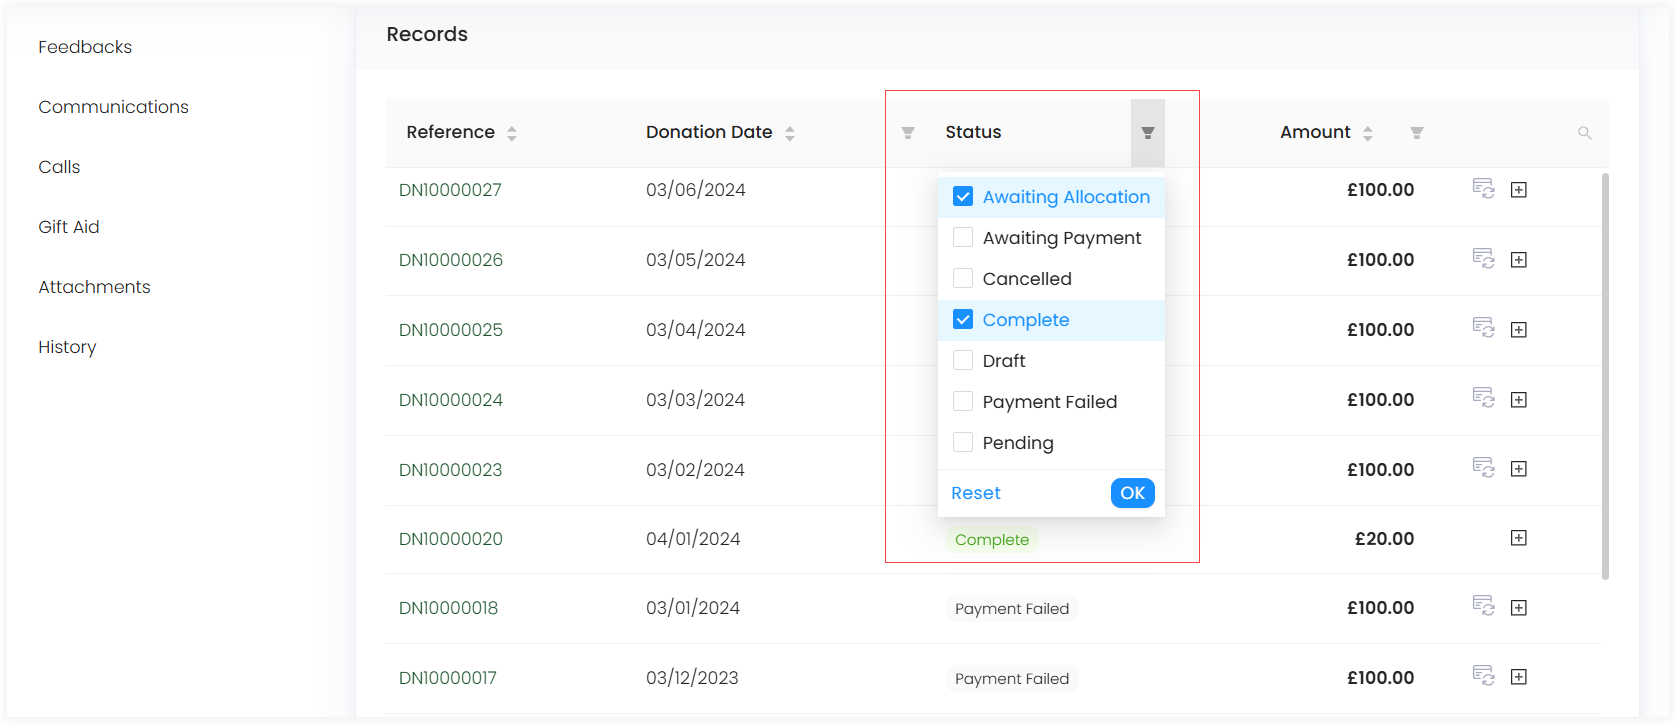 Feedbacks
Communications
Calls
Gift Aid
Attachments
History
Records
Reference Donation Date Status Amount
DN10000027 03/06/2024 £100.00
DN10000026 03/05/2024 £100.00
DN10000025 03/04/2024 £100.00
DN10000024 03/03/2024 £100.00
DN10000023 03/02/2024 £100.00
DN10000020 04/01/2024 Complete £20.00
DN10000018 03/01/2024 Payment Failed £100.00
DN10000017 03/12/2023 Payment Failed £100.00
Awaiting Allocation
Awaiting Payment
Cancelled
Complete
Draft
Payment Failed
Pending
Reset OK